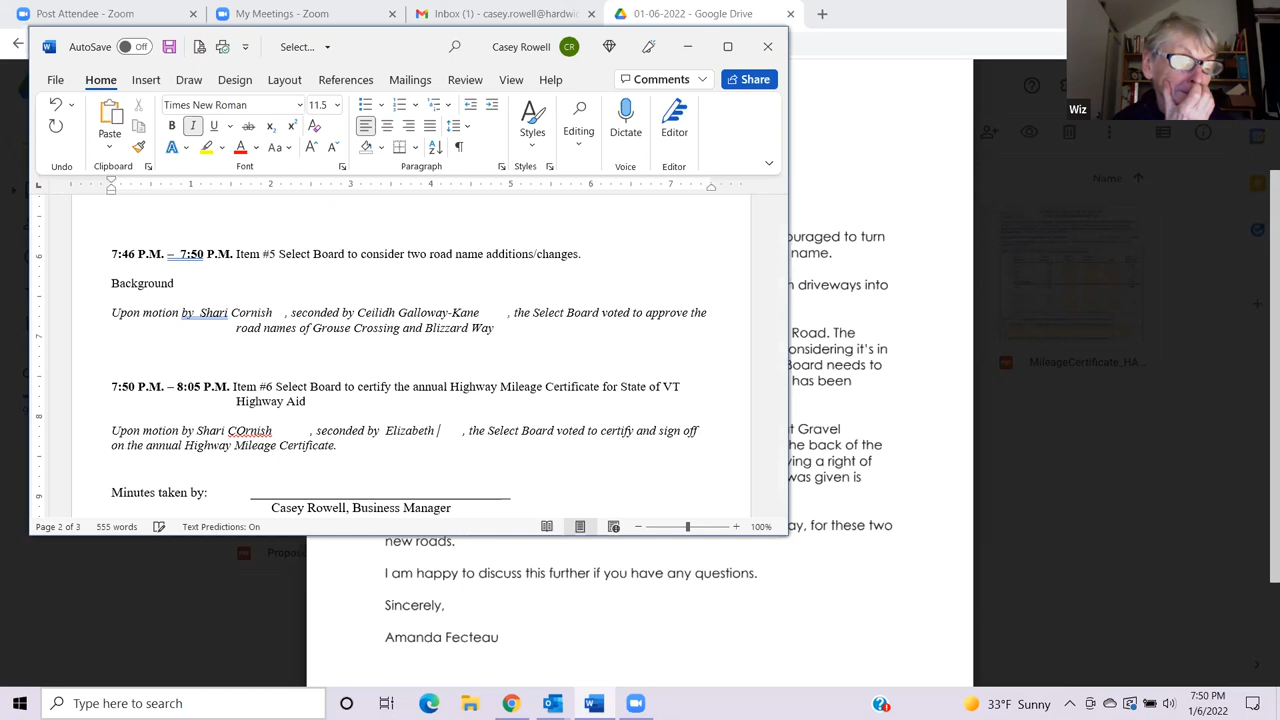 Post Attendee - Zoom
My Meetings - Zoom
Inbox (1) - casey.rowell@hardwi
01-06-2022 - Google Drive
AutoSave Off
Select...
Casey Rowell
CR
File Home Insert Draw Design Layout References Mailings Review View Help
Comments
Share
Wiz
Times New Roman 11.5
Paste
Styles
Editing
Dictate
Editor
Undo
Clipboard
Font
Paragraph
Styles
Voice
Editor
1 2 3 4 5 6 7
Name
7:46 P.M. – 7:50 P.M. Item #5 Select Board to consider two road name additions/changes.
Background
Upon motion by Shari Cornish , seconded by Ceilidh Galloway-Kane , the Select Board voted to approve the
road names of Grouse Crossing and Blizzard Way
7:50 P.M. – 8:05 P.M. Item #6 Select Board to certify the annual Highway Mileage Certificate for State of VT
Highway Aid
Upon motion by Shari COrnish , seconded by Elizabeth , the Select Board voted to certify and sign off
on the annual Highway Mileage Certificate.
Minutes taken by:
Casey Rowell, Business Manager
Page 2 of 3 555 words Text Predictions: On 100%
ouraged to turn
name.
n driveways into
Road. The
onsidering it's in
Board needs to
has been
MileageCertificate_HA...
t Gravel
he back of the
ving a right of
was given is
ay, for these two
new roads.
Propos
I am happy to discuss this further if you have any questions.
Sincerely,
Amanda Fecteau
Type here to search
33°F Sunny
7:50 PM
1/6/2022